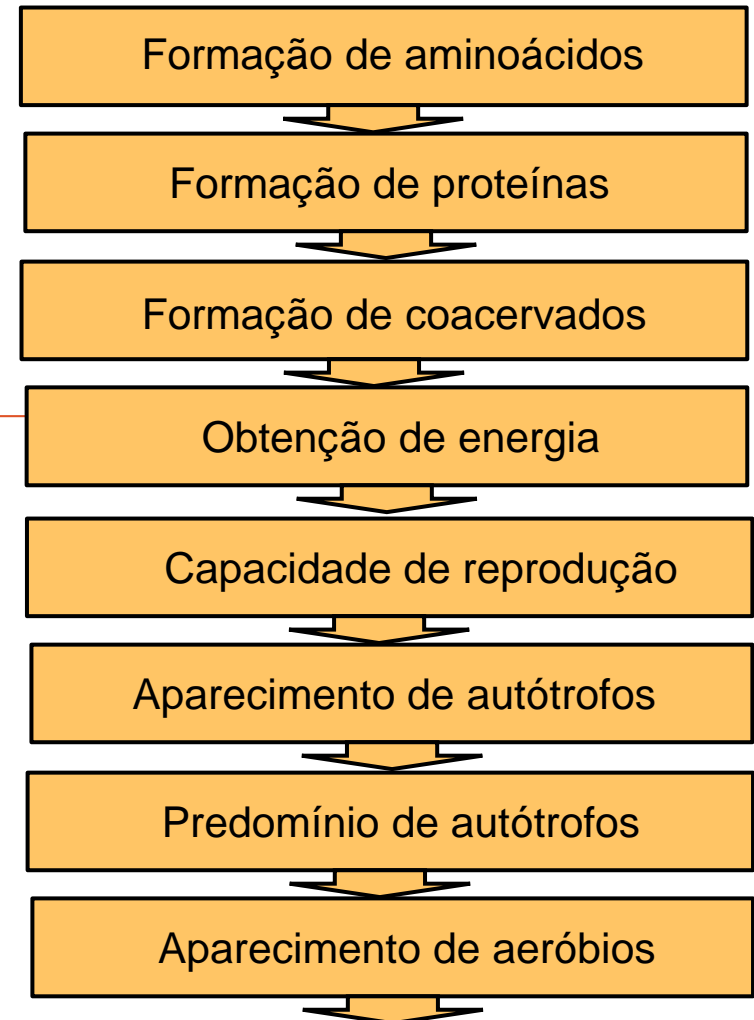 Formação de aminoácidos
Formação de proteínas
Formação de coacervados
Obtenção de energia
Capacidade de reprodução
Aparecimento de autótrofos
Predomínio de autótrofos
Aparecimento de aeróbios